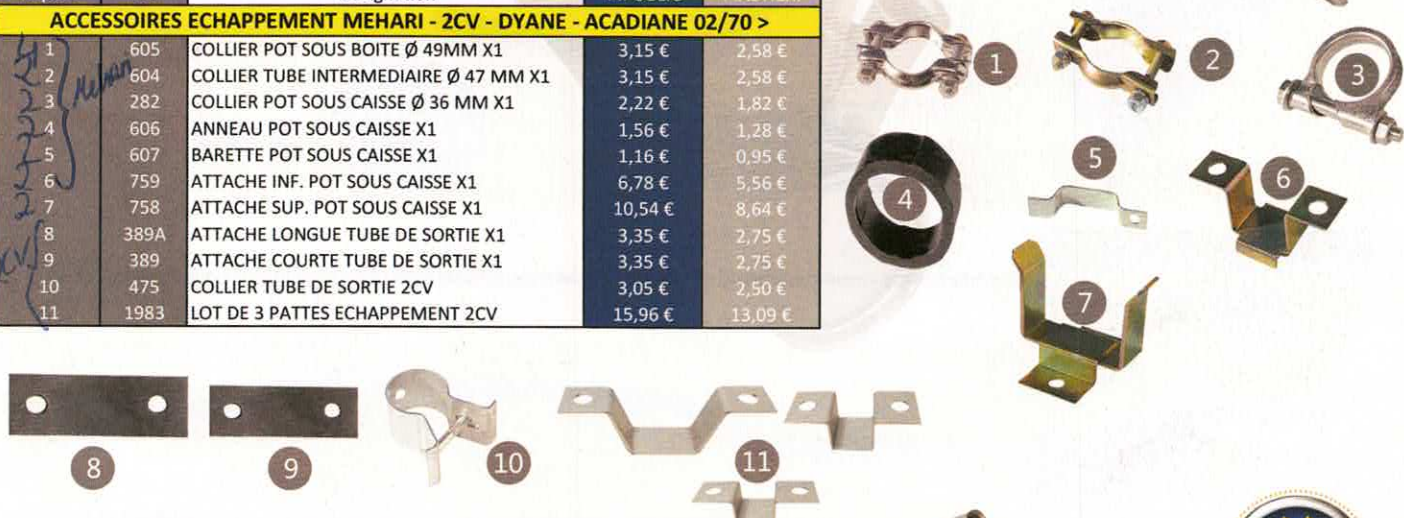 ACCESSOIRES ECHAPPEMENT MEHARI - 2CV - DYANE - ACADIANE 02/70 >
1 605 COLLIER POT SOUS BOITE Ø 49MM X1 3,15 € 2,58 €
2 604 COLLIER TUBE INTERMEDIAIRE Ø 47 MM X1 3,15 € 2,58 €
3 282 COLLIER POT SOUS CAISSE Ø 36 MM X1 2,22 € 1,82 €
4 606 ANNEAU POT SOUS CAISSE X1 1,56 € 1,28 €
5 607 BARETTE POT SOUS CAISSE X1 1,16 € 0,95 €
6 759 ATTACHE INF. POT SOUS CAISSE X1 6,78 € 5,56 €
7 758 ATTACHE SUP. POT SOUS CAISSE X1 10,54 € 8,64 €
8 389A ATTACHE LONGUE TUBE DE SORTIE X1 3,35 € 2,75 €
9 389 ATTACHE COURTE TUBE DE SORTIE X1 3,35 € 2,75 €
10 475 COLLIER TUBE DE SORTIE 2CV 3,05 € 2,50 €
11 1983 LOT DE 3 PATTES ECHAPPEMENT 2CV 15,96 € 13,09 €
Mehari
1 2 3
4 5 6
7
8 9 10 11